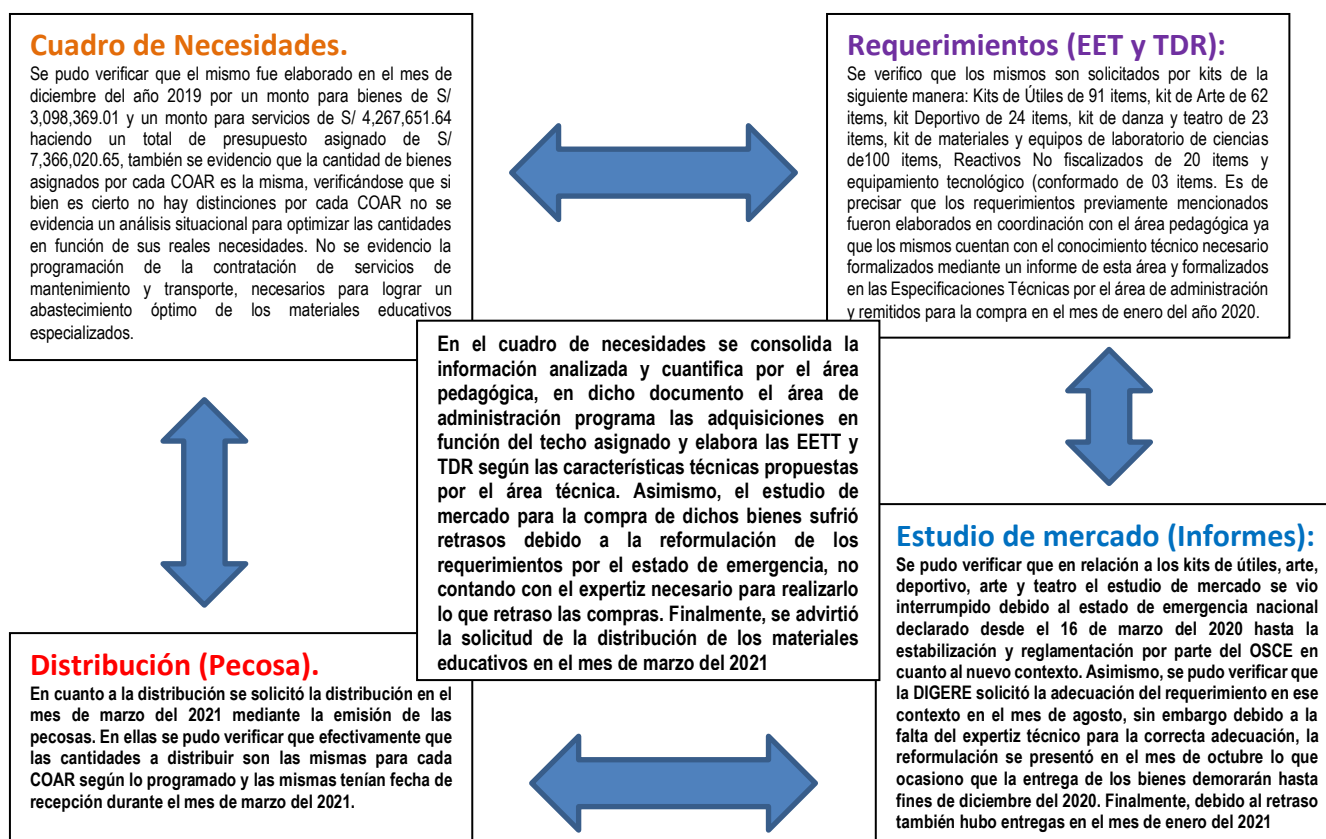 Cuadro de Necesidades.
Se pudo verificar que el mismo fue elaborado en el mes de
diciembre del año 2019 por un monto para bienes de S/
3,098,369.01 y un monto para servicios de S/ 4,267,651.64
haciendo un total de presupuesto asignado de S/
7,366,020.65, también se evidencio que la cantidad de bienes
asignados por cada COAR es la misma, verificándose que si
bien es cierto no hay distinciones por cada COAR no se
evidencia un análisis situacional para optimizar las cantidades
en función de sus reales necesidades. No se evidencio la
programación de la contratación de servicios de
mantenimiento y transporte, necesarios para lograr un
abastecimiento óptimo de los materiales educativos
especializados.
Requerimientos (EET y TDR):
Se verifico que los mismos son solicitados por kits de la
siguiente manera: Kits de Útiles de 91 items, kit de Arte de 62
items, kit Deportivo de 24 items, kit de danza y teatro de 23
items, kit de materiales y equipos de laboratorio de ciencias
de100 items, Reactivos No fiscalizados de 20 items y
equipamiento tecnológico (conformado de 03 items. Es de
precisar que los requerimientos previamente mencionados
fueron elaborados en coordinación con el área pedagógica ya
que los mismos cuentan con el conocimiento técnico necesario
formalizados mediante un informe de esta área y formalizados
en las Especificaciones Técnicas por el área de administración
y remitidos para la compra en el mes de enero del año 2020.
En el cuadro de necesidades se consolida la
información analizada y cuantifica por el área
pedagógica, en dicho documento el área de
administración programa las adquisiciones en
función del techo asignado y elabora las EETT y
TDR según las características técnicas propuestas
por el área técnica. Asimismo, el estudio de
mercado para la compra de dichos bienes sufrió
retrasos debido a la reformulación de los
requerimientos por el estado de emergencia, no
contando con el expertiz necesario para realizarlo
lo que retraso las compras. Finalmente, se advirtió
la solicitud de la distribución de los materiales
educativos en el mes de marzo del 2021
Distribución (Pecosa).
En cuanto a la distribución se solicitó la distribución en el
mes de marzo del 2021 mediante la emisión de las
pecosas. En ellas se pudo verificar que efectivamente que
las cantidades a distribuir son las mismas para cada
COAR según lo programado y las mismas tenían fecha de
recepción durante el mes de marzo del 2021.
Estudio de mercado (Informes):
Se pudo verificar que en relación a los kits de útiles, arte,
deportivo, arte y teatro el estudio de mercado se vio
interrumpido debido al estado de emergencia nacional
declarado desde el 16 de marzo del 2020 hasta la
estabilización y reglamentación por parte del OSCE en
cuanto al nuevo contexto. Asimismo, se pudo verificar que
la DIGERE solicitó la adecuación del requerimiento en ese
contexto en el mes de agosto, sin embargo debido a la
falta del expertiz técnico para la correcta adecuación, la
reformulación se presentó en el mes de octubre lo que
ocasiono que la entrega de los bienes demorarán hasta
fines de diciembre del 2020. Finalmente, debido al retraso
también hubo entregas en el mes de enero del 2021